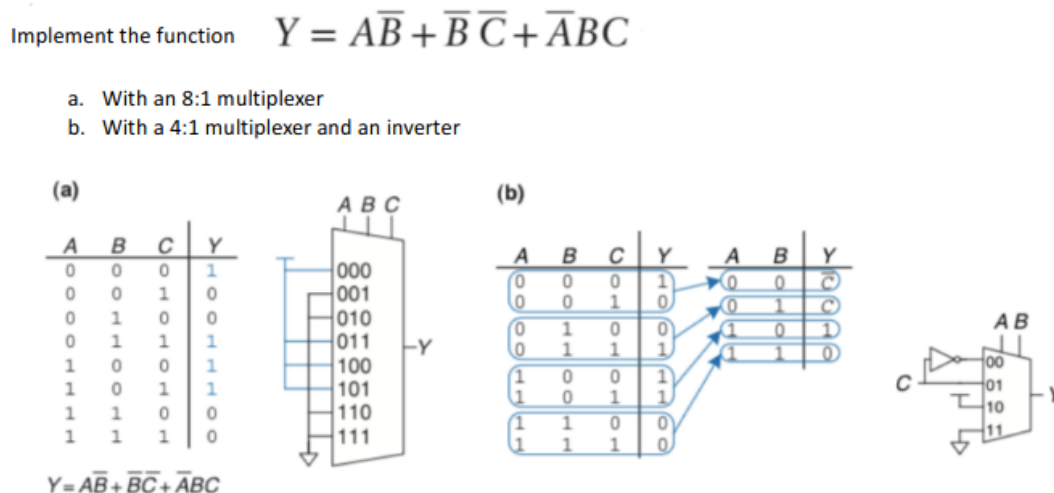 Implement the function Y = AB̅ + B̅ C̅ + A̅BC
a. With an 8:1 multiplexer
b. With a 4:1 multiplexer and an inverter
(a)
A B C Y
0 0 0 1
0 0 1 0
0 1 0 0
0 1 1 1
1 0 0 1
1 0 1 1
1 1 0 0
1 1 1 0
Y = AB̅ + B̅C̅ + A̅BC
A B C
000
001
010
011
100
101
110
111
Y
(b)
A B C Y
0 0 0 1
0 0 1 0
0 1 0 0
0 1 1 1
1 0 0 1
1 0 1 1
1 1 0 0
1 1 1 0
A B Y
0 0 C̅
0 1 C
1 0 1
1 1 0
A B
C
00
01
10
11